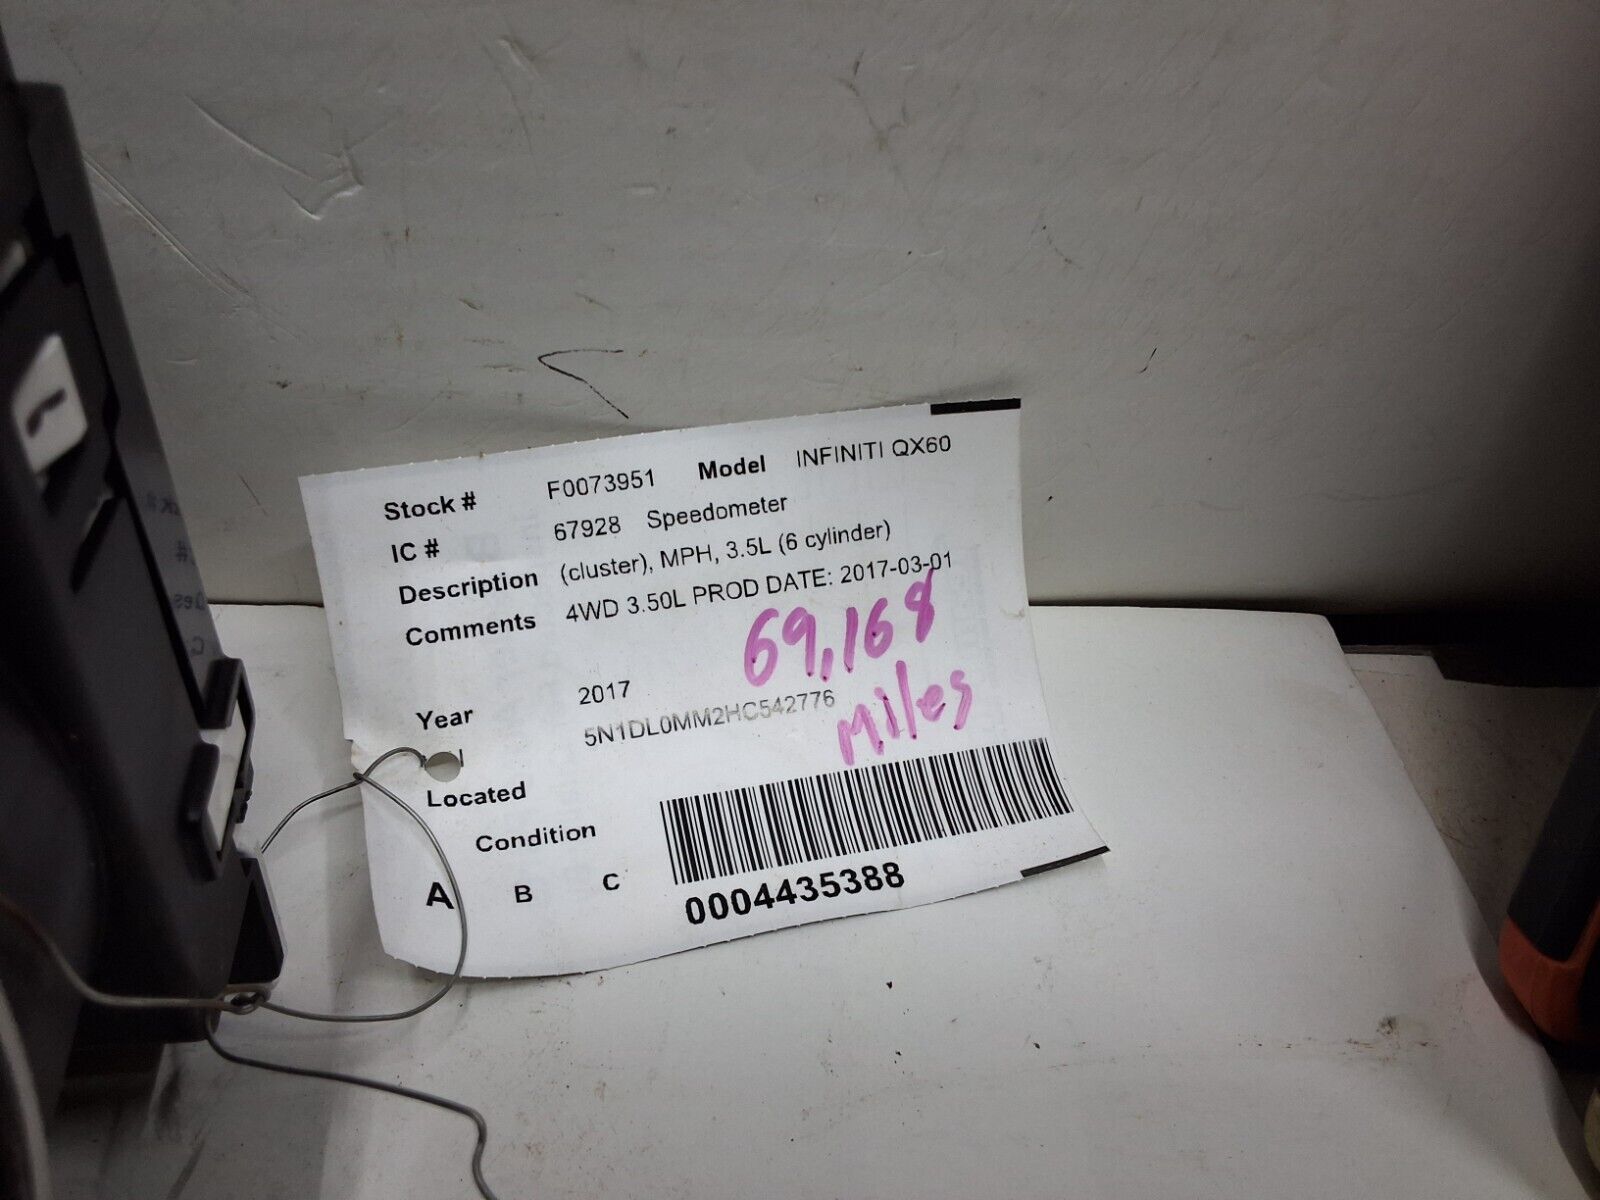 Stock # F0073951 Model INFINITI QX60
IC # 67928 Speedometer
Description (cluster), MPH, 3.5L (6 cylinder)
Comments 4WD 3.50L PROD DATE: 2017-03-01
69,168
Miles
Year 2017
5N1DL0MM2HC542776
Located
Condition
A B C
0004435388